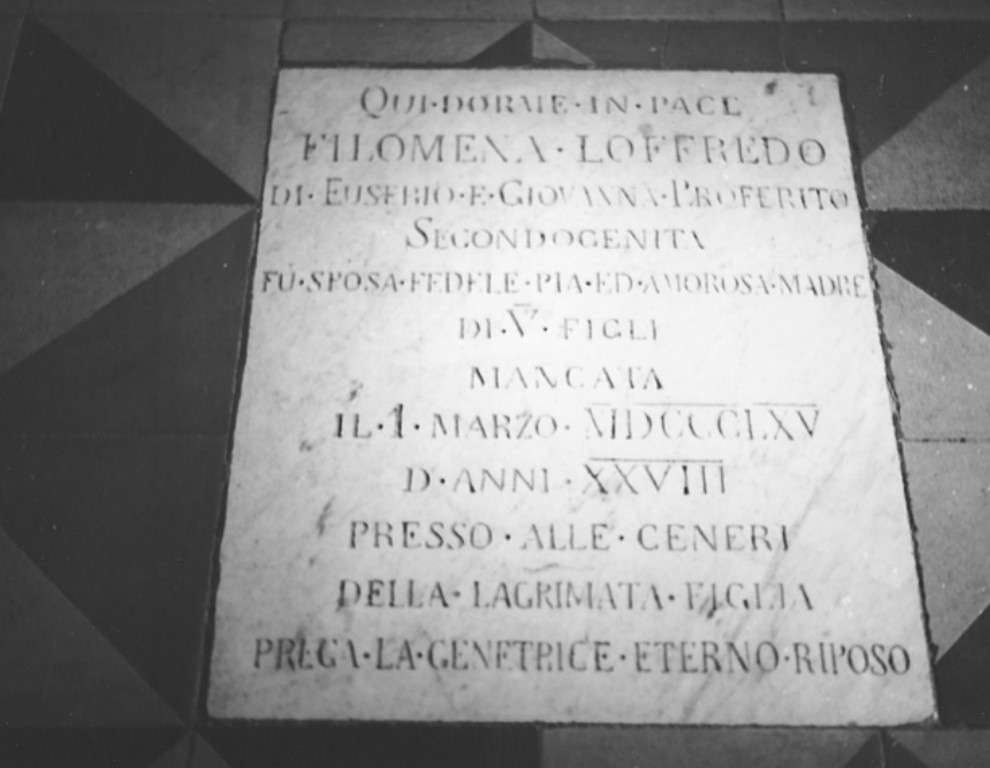 QUI·DORME·IN·PACE
FILOMENA·LOFFREDO
DI·EUSEBIO·E·GIOVANNA·PROFERITO
SECONDOGENITA
FU·SPOSA·FEDELE·PIA·ED·AMOROSA·MADRE
DI·V·FIGLI
MANCATA
IL·1·MARZO·MDCCCLXV
D·ANNI·XXVIII
PRESSO·ALLE·CENERI
DELLA·LAGRIMATA·FIGLIA
PREGA·LA·GENETRICE·ETERNO·RIPOSO